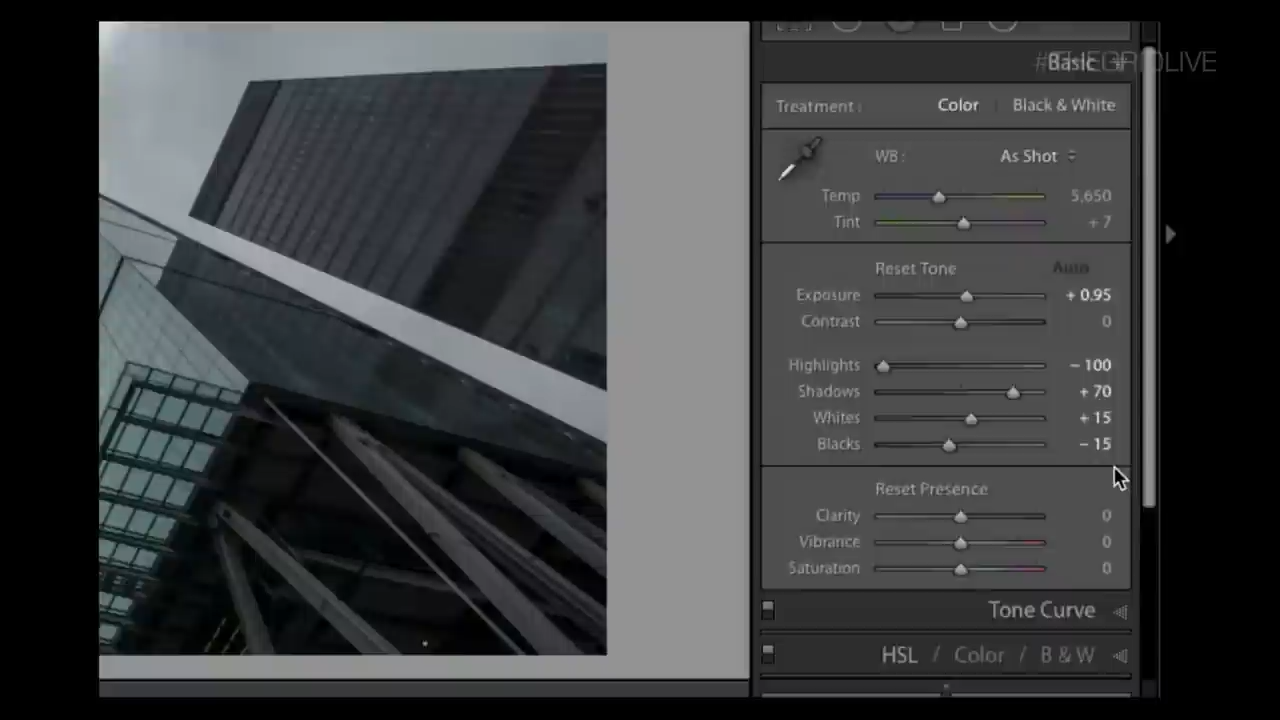 Basic
#THEGRIDLIVE
Treatment : Color Black & White
WB : As Shot
Temp 5,650
Tint + 7
Reset Tone Auto
Exposure + 0.95
Contrast 0
Highlights − 100
Shadows + 70
Whites + 15
Blacks − 15
Reset Presence
Clarity 0
Vibrance 0
Saturation 0
Tone Curve
HSL / Color / B & W